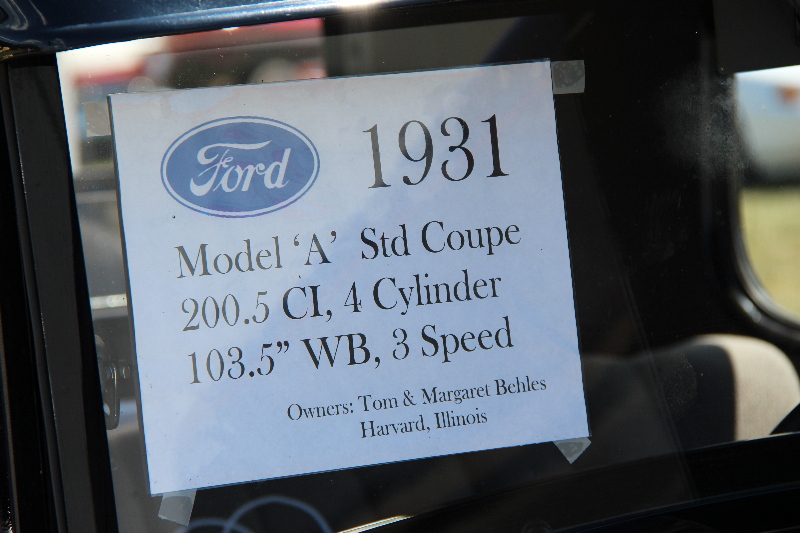 Ford 1931
Model ‘A’ Std Coupe
200.5 CI, 4 Cylinder
103.5” WB, 3 Speed
Owners: Tom & Margaret Behles
Harvard, Illinois